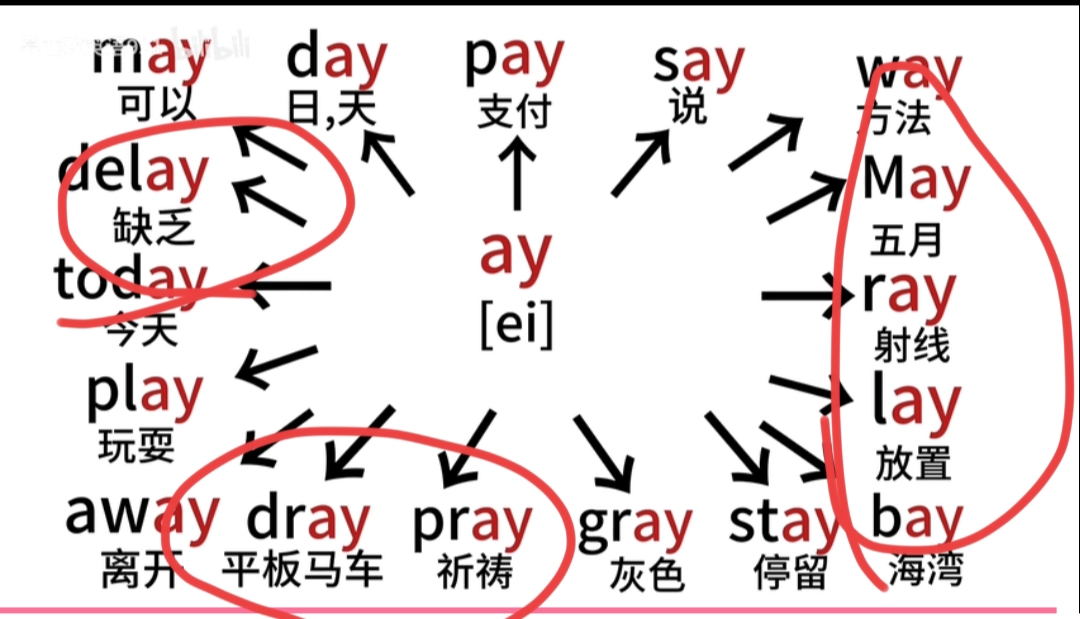 may day pay say way
可以 日,天 支付 说 方法
delay May
缺乏 五月
ay
today ray
今天 [ei] 射线
play lay
玩耍 放置
away dray pray gray stay bay
离开 平板马车 祈祷 灰色 停留 海湾